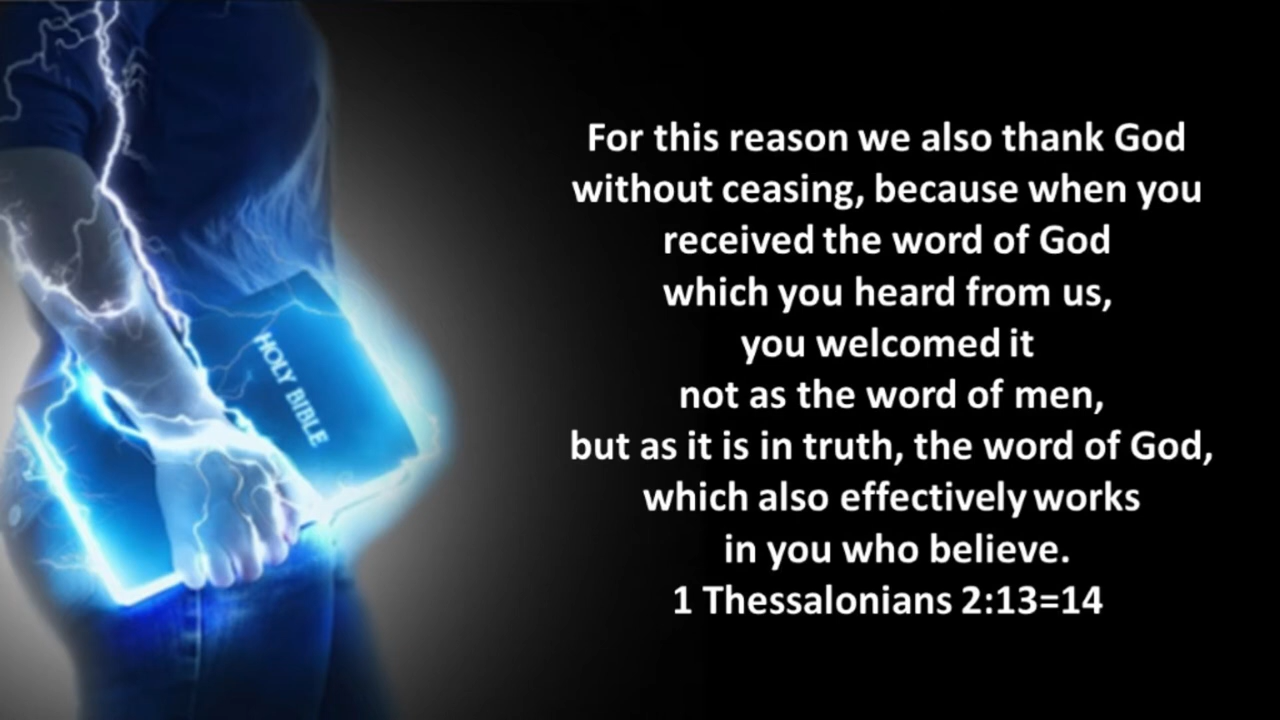 HOLY BIBLE
For this reason we also thank God
without ceasing, because when you
received the word of God
which you heard from us,
you welcomed it
not as the word of men,
but as it is in truth, the word of God,
which also effectively works
in you who believe.
1 Thessalonians 2:13=14